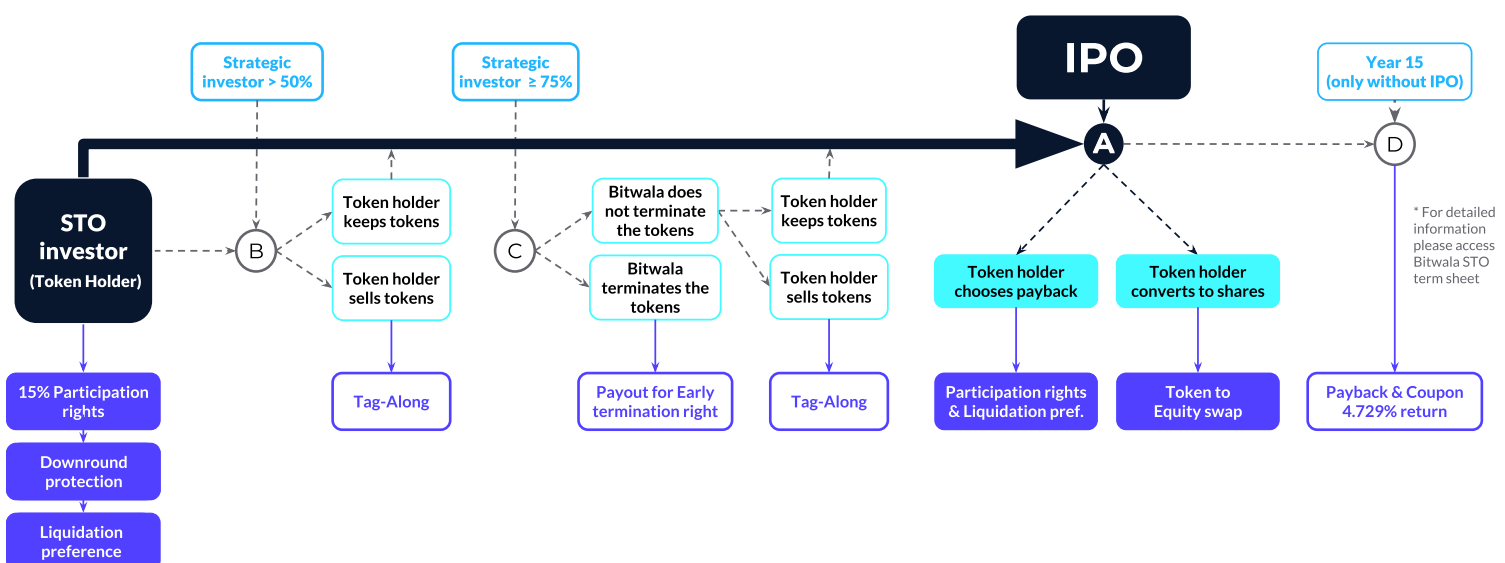 IPO
Strategic
investor > 50%
Strategic
investor ≥ 75%
Year 15
(only without IPO)
A
D
STO
investor
(Token Holder)
B
Token holder
keeps tokens
Token holder
sells tokens
C
Bitwala does
not terminate
the tokens
Bitwala
terminates the
tokens
Token holder
keeps tokens
Token holder
sells tokens
Token holder
chooses payback
Token holder
converts to shares
* For detailed
information
please access
Bitwala STO
term sheet
15% Participation
rights
Tag-Along
Payout for Early
termination right
Tag-Along
Participation rights
& Liquidation pref.
Token to
Equity swap
Payback & Coupon
4.729% return
Downround
protection
Liquidation
preference